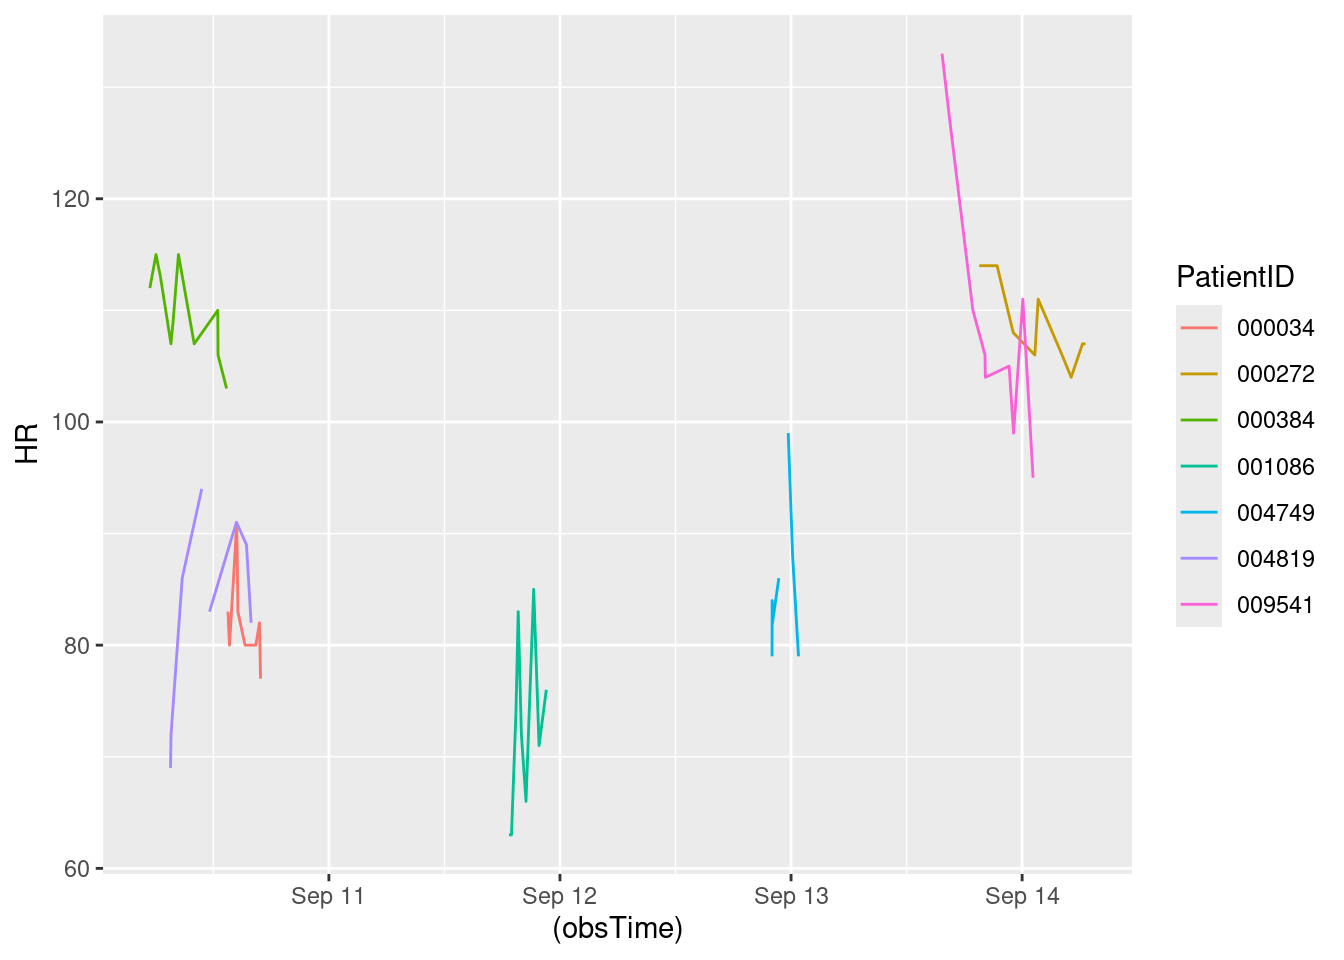 120
100
80
60
HR
Sep 11
Sep 12
Sep 13
Sep 14
(obsTime)
PatientID
000034
000272
000384
001086
004749
004819
009541